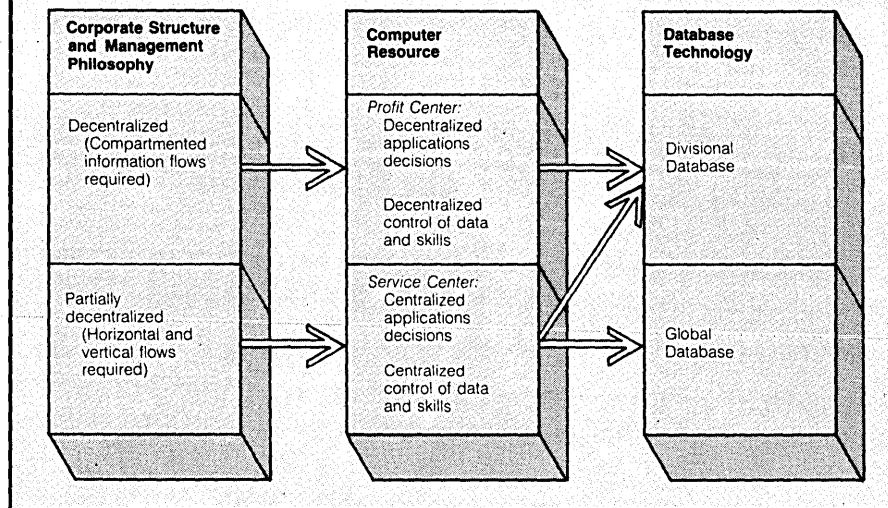 Corporate Structure
and Management
Philosophy
Decentralized
(Compartmented
information flows
required)
Partially
decentralized
(Horizontal and
vertical flows
required)
Computer
Resource
Profit Center:
Decentralized
applications
decisions
Decentralized
control of data
and skills
Service Center:
Centralized
applications
decisions
Centralized
control of data
and skills
Database
Technology
Divisional
Database
Global
Database